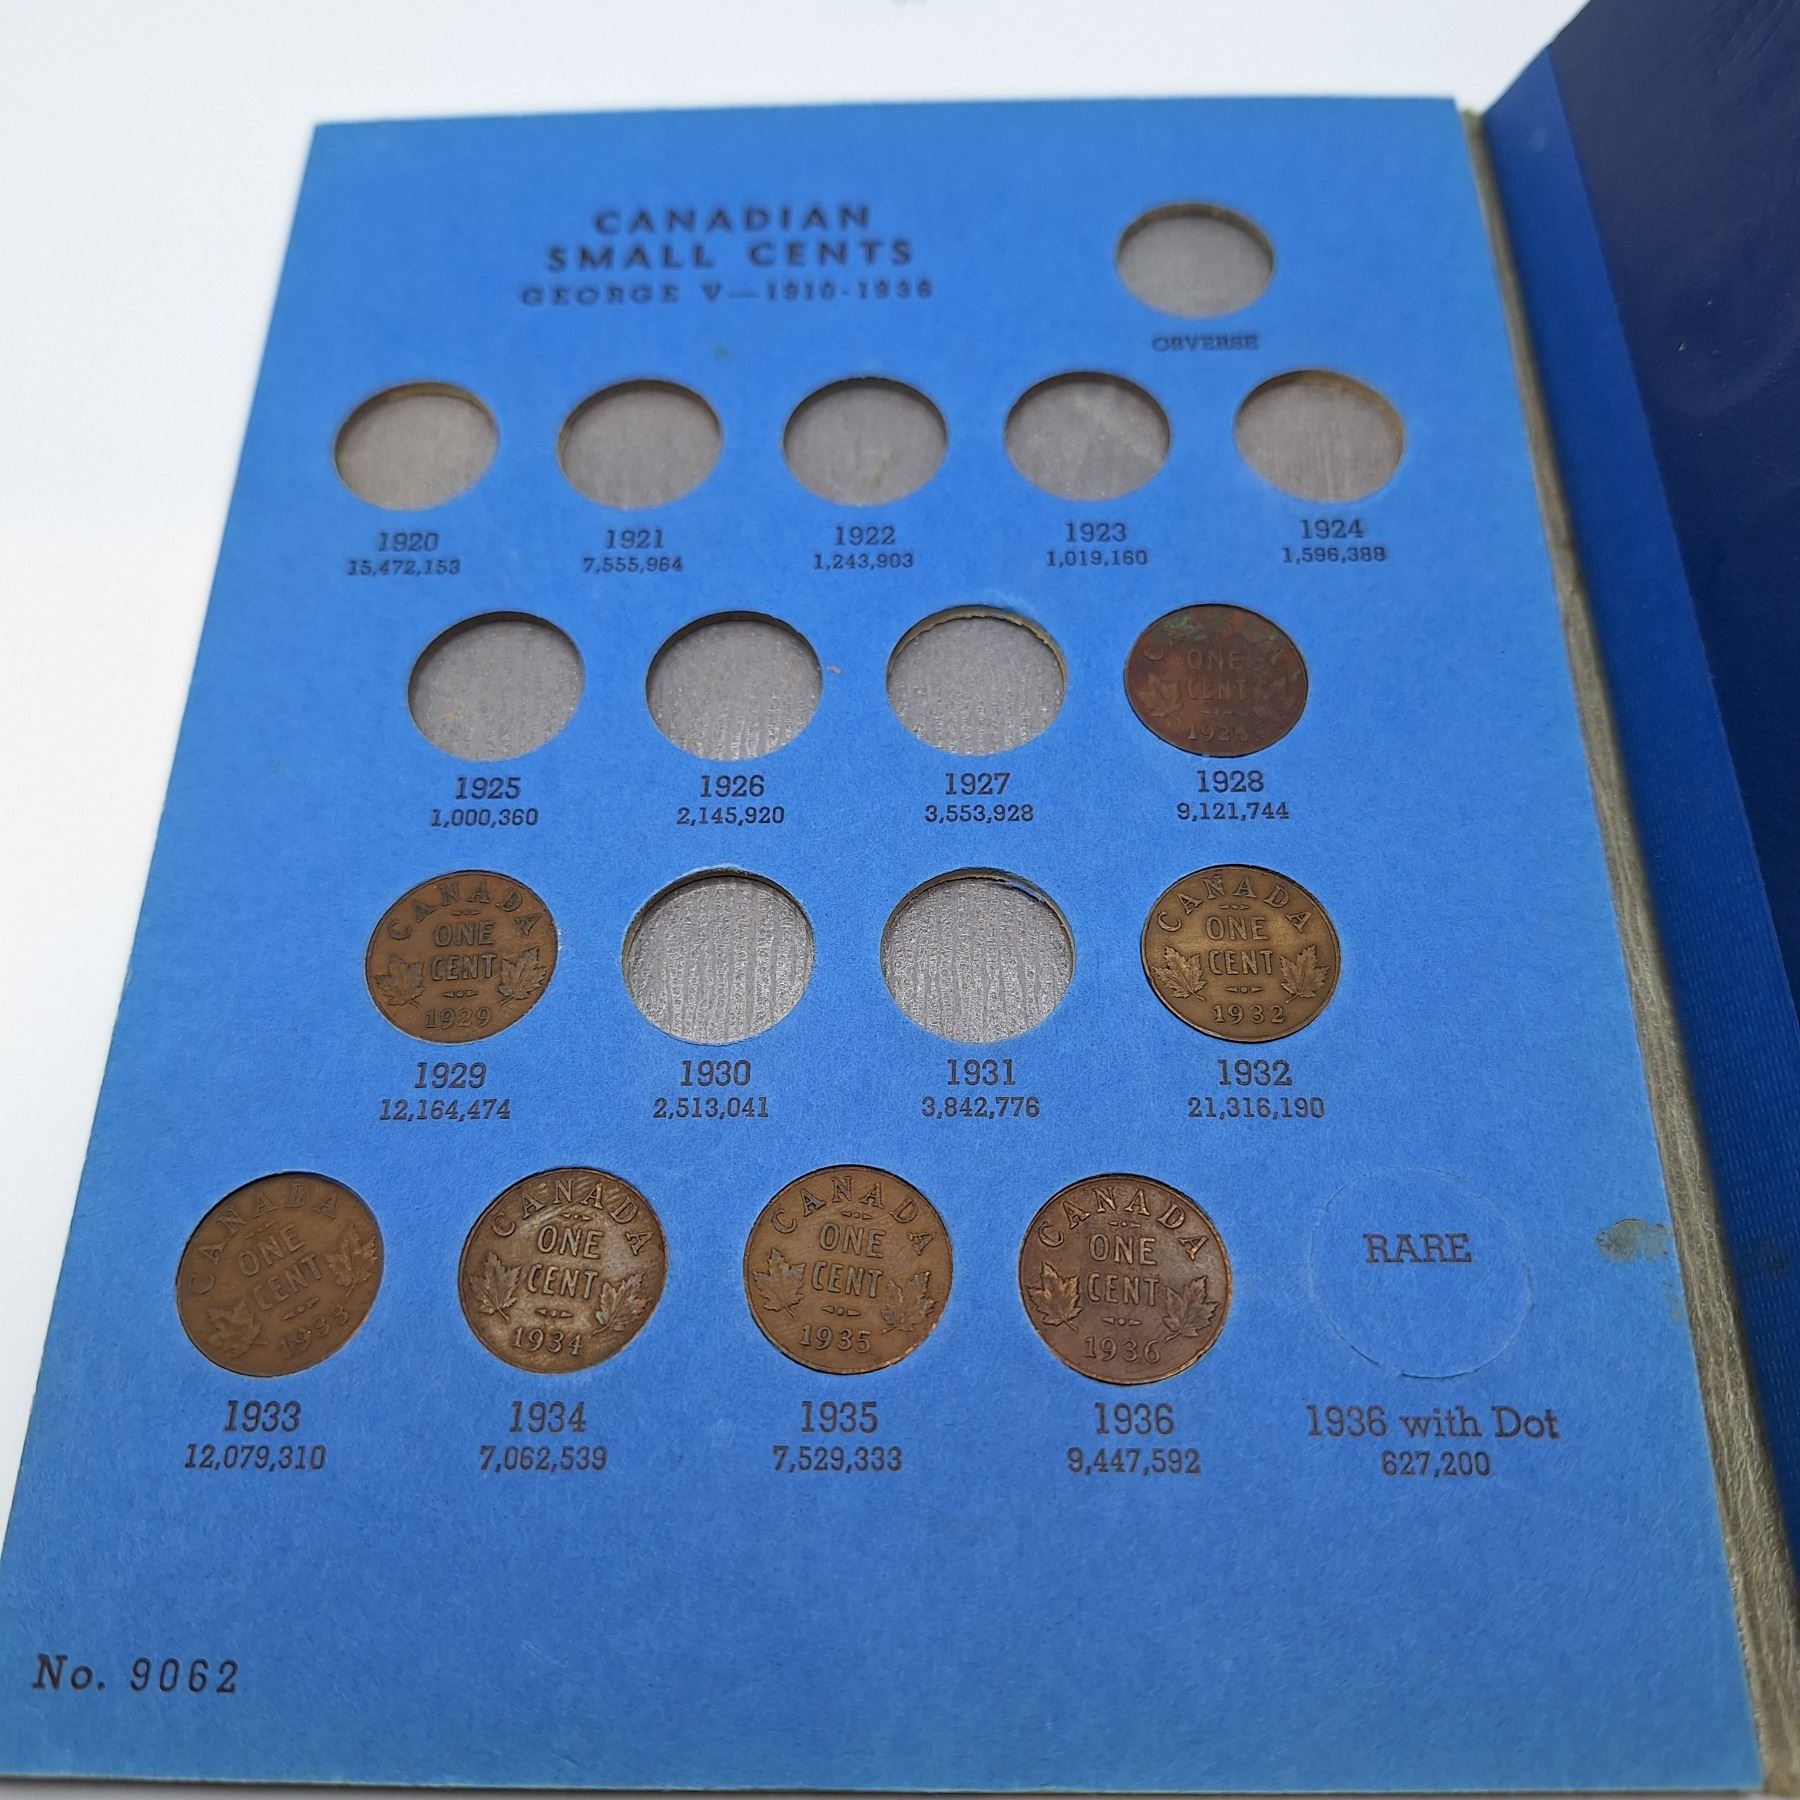 CANADIAN
SMALL CENTS
GEORGE V—1910-1936
OBVERSE
1920 1921 1922 1923 1924
15,472,153 7,555,964 1,243,903 1,019,160 1,596,388
ONE
CENT
192
1925 1926 1927 1928
1,000,360 2,145,920 3,553,928 9,121,744
CANADA CANADA
ONE ONE
CENT CENT
1929 1932
1929 1930 1931 1932
12,164,474 2,513,041 3,842,776 21,316,190
CANADA CANADA CANADA CANADA
ONE ONE ONE ONE RARE
CENT CENT CENT CENT
1933 1934 1935 1936
1933 1934 1935 1936 1936 with Dot
12,079,310 7,062,539 7,529,333 9,447,592 627,200
No. 9062